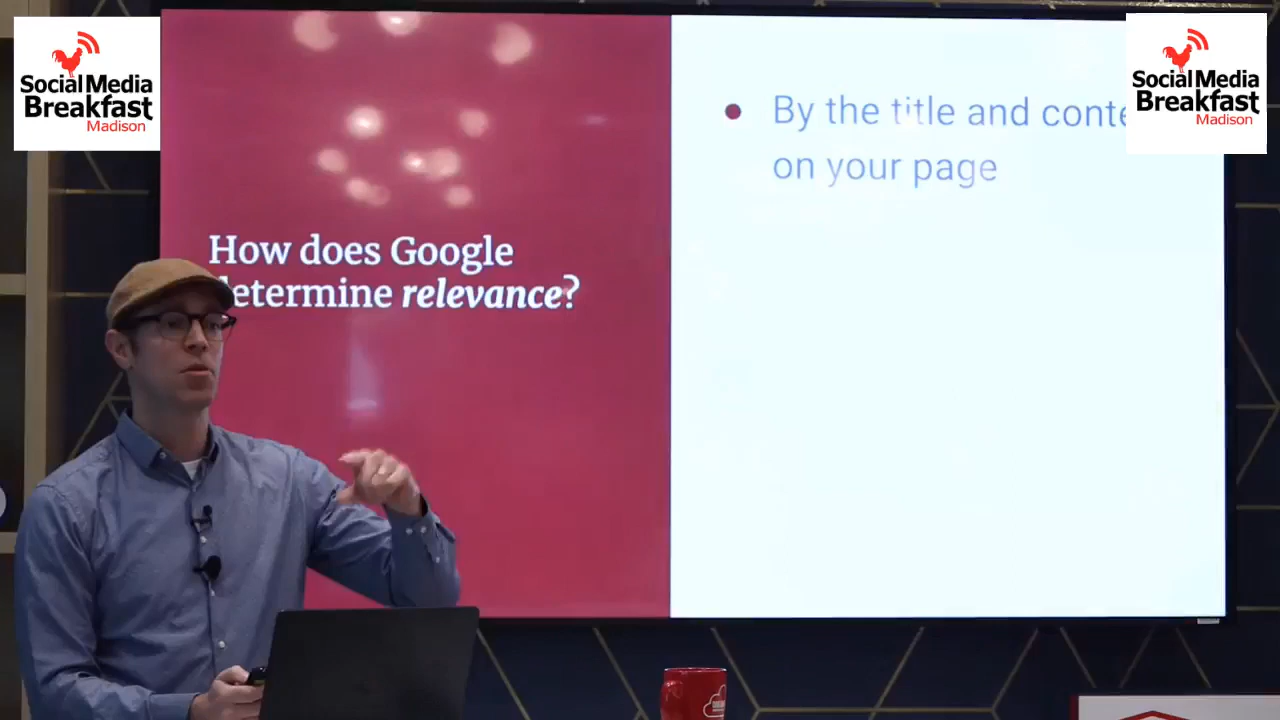 Social Media
Breakfast
Madison
Social Media
Breakfast
Madison
By the title and conte
on your page
How does Google
determine relevance?